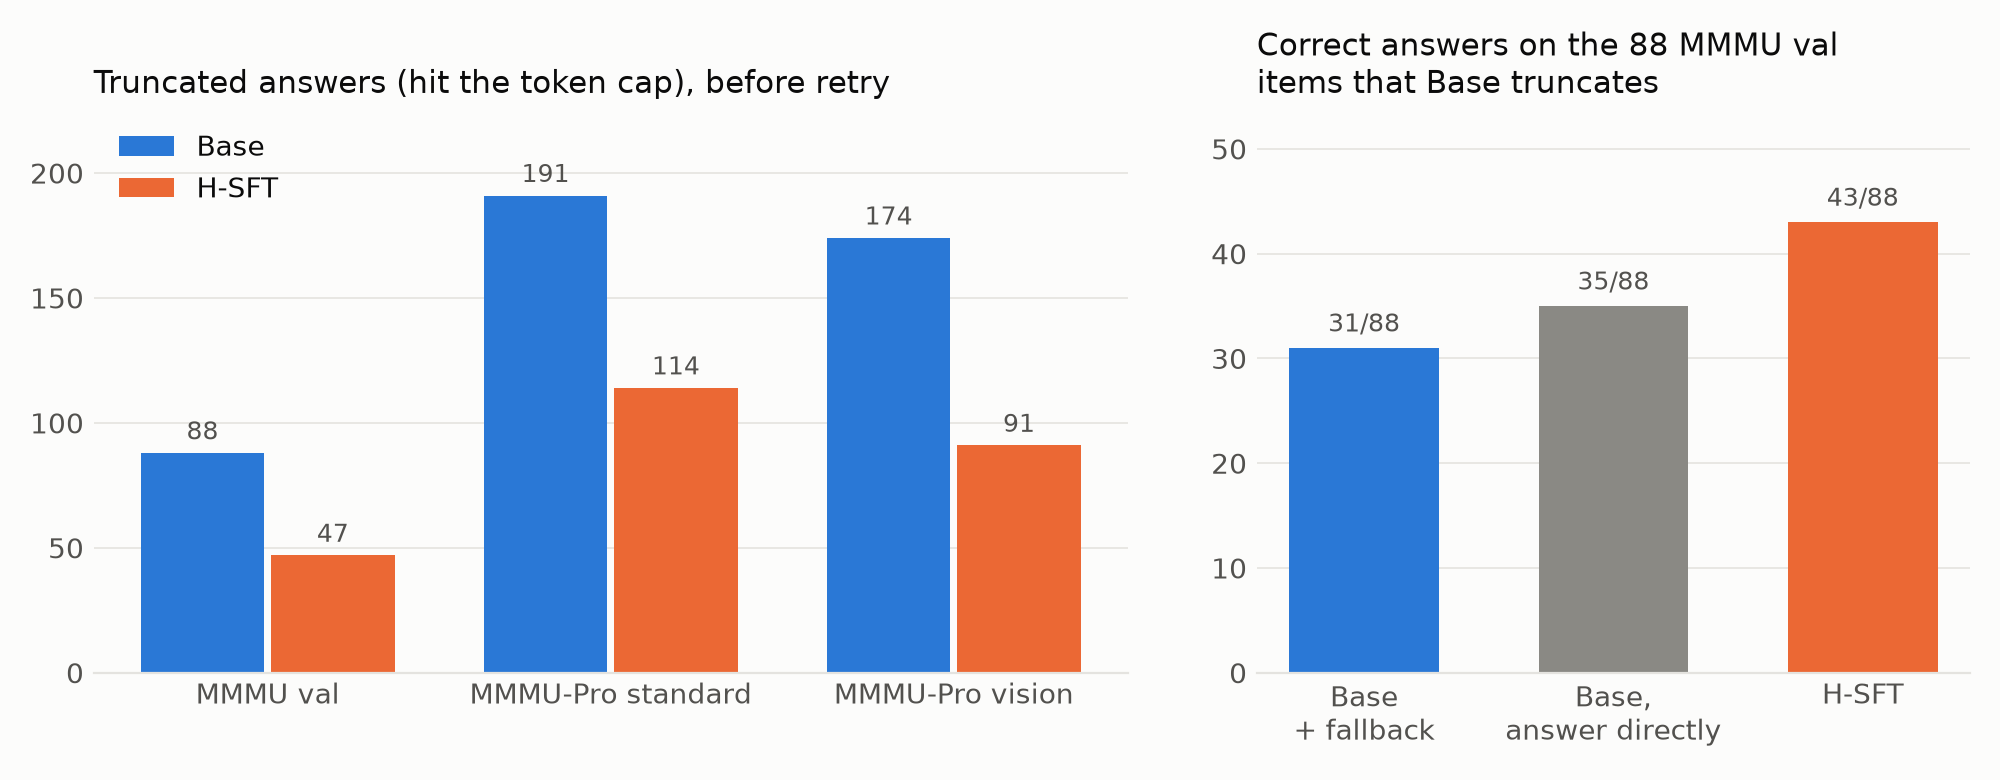 Truncated answers (hit the token cap), before retry
Base
H-SFT
200
150
100
50
0
88
47
191
114
174
91
MMMU val
MMMU-Pro standard
MMMU-Pro vision
Correct answers on the 88 MMMU val
items that Base truncates
50
40
30
20
10
0
31/88
35/88
43/88
Base
+ fallback
Base,
answer directly
H-SFT